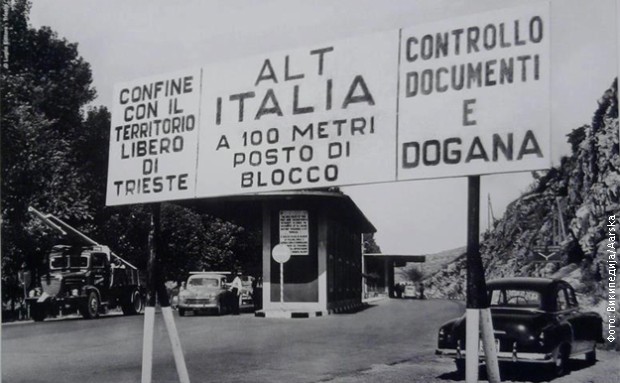 CONFINE
CON IL
TERRITORIO
LIBERO
DI
TRIESTE
ALT
ITALIA
A 100 METRI
POSTO DI
BLOCCO
CONTROLLO
DOCUMENTI
E
DOGANA
Фото: Википедија/Aarska